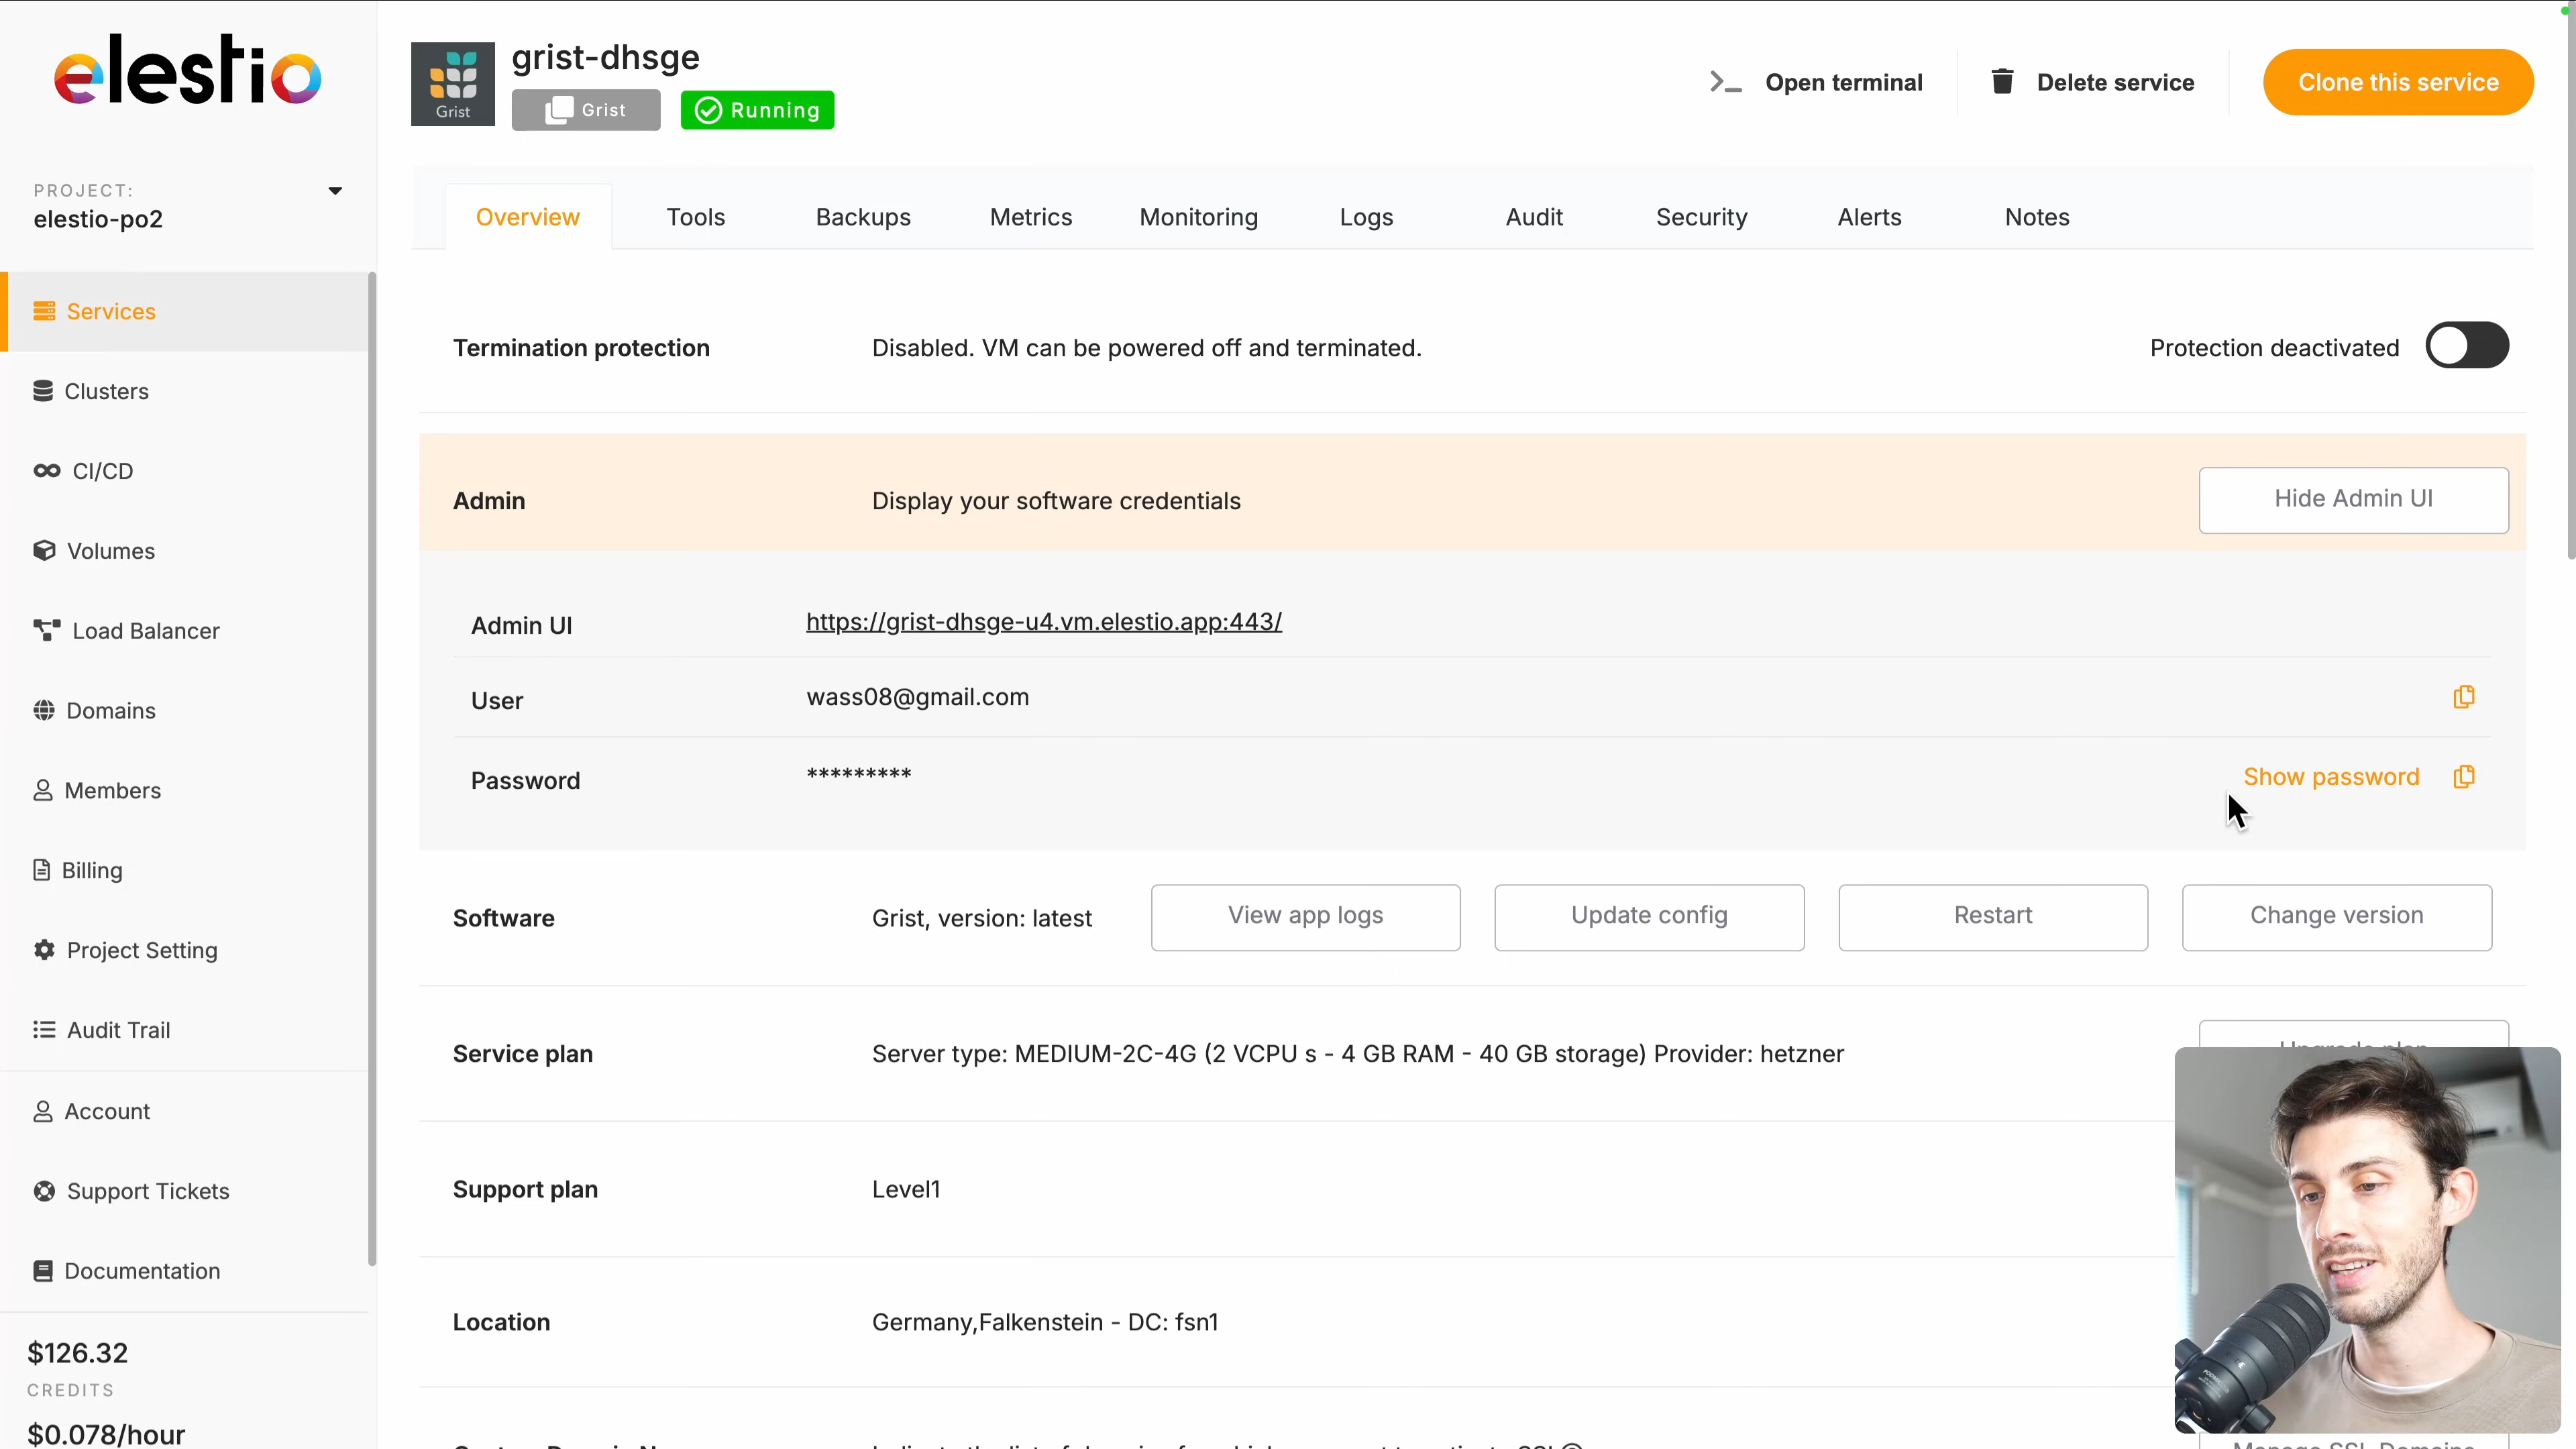 elestio
PROJECT:
elestio-po2
Services
Clusters
CI/CD
Volumes
Load Balancer
Domains
Members
Billing
Project Setting
Audit Trail
Account
Support Tickets
Documentation
$126.32
CREDITS
$0.078/hour
Grist
grist-dhsge
Grist
Running
Open terminal
Delete service
Clone this service
Overview
Tools
Backups
Metrics
Monitoring
Logs
Audit
Security
Alerts
Notes
Termination protection
Disabled. VM can be powered off and terminated.
Protection deactivated
Admin
Display your software credentials
Hide Admin UI
Admin UI
https://grist-dhsge-u4.vm.elestio.app:443/
User
wass08@gmail.com
Password
*********
Show password
Software
Grist, version: latest
View app logs
Update config
Restart
Change version
Service plan
Server type: MEDIUM-2C-4G (2 VCPU s - 4 GB RAM - 40 GB storage) Provider: hetzner
Support plan
Level1
Location
Germany,Falkenstein - DC: fsn1